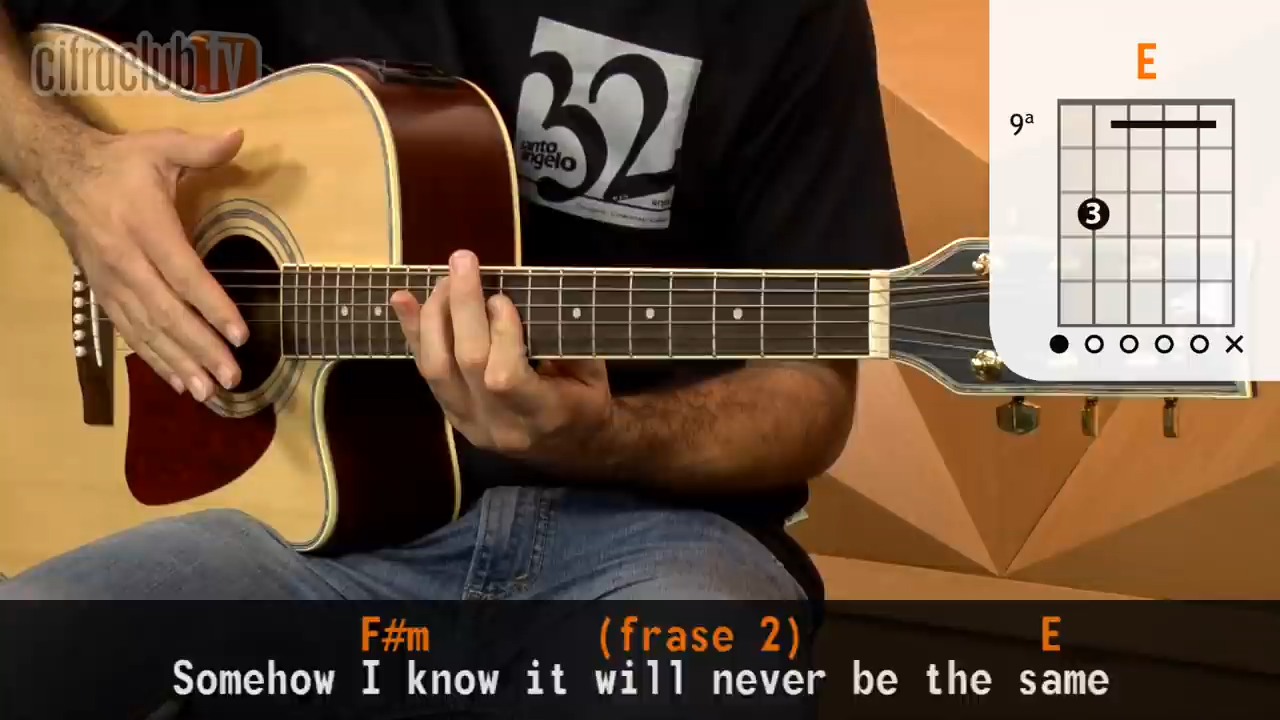 cifraclub.tv
32
santo
angelo
E
9ª
3
F#m (frase 2) E
Somehow I know it will never be the same